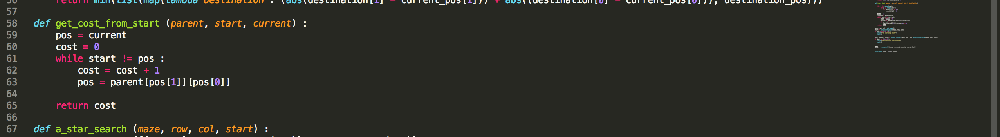 56 return min(list(map(lambda destination : (abs(destination[1] - current_pos[1])) + abs((destination[0] - current_pos[0])), destination_pos)))
57
58 def get_cost_from_start (parent, start, current) :
59 pos = current
60 cost = 0
61 while start != pos :
62 cost = cost + 1
63 pos = parent[pos[1]][pos[0]]
64
65 return cost
66
67 def a_star_search (maze, row, col, start) :